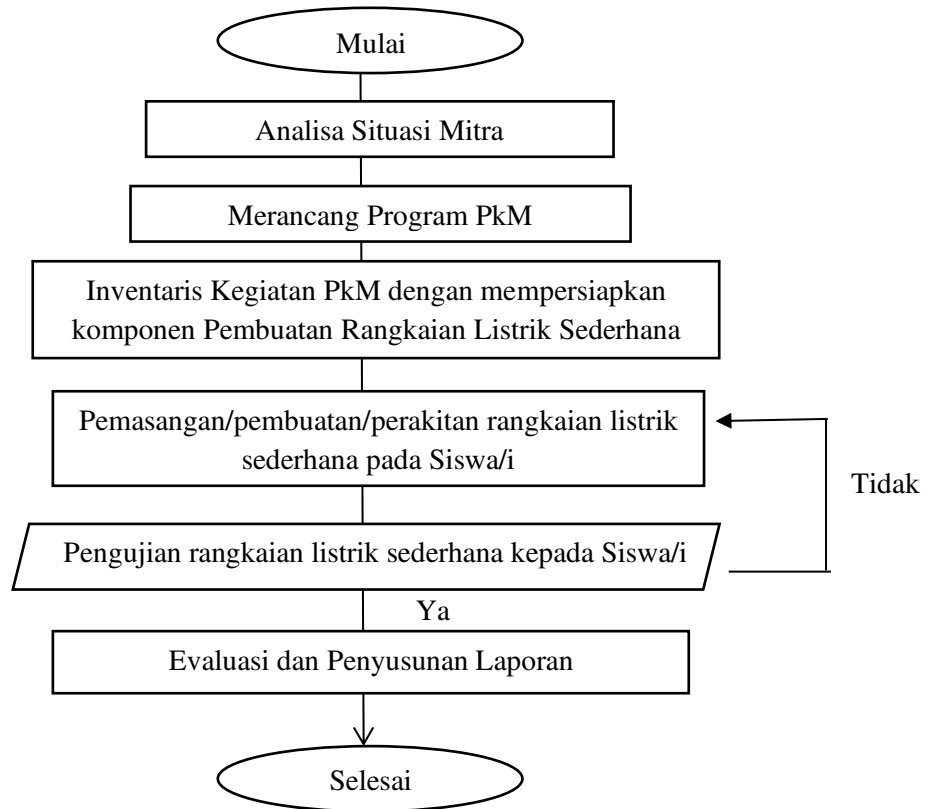 Mulai
Analisa Situasi Mitra
Merancang Program PkM
Inventaris Kegiatan PkM dengan mempersiapkan
komponen Pembuatan Rangkaian Listrik Sederhana
Pemasangan/pembuatan/perakitan rangkaian listrik
sederhana pada Siswa/i
Tidak
Pengujian rangkaian listrik sederhana kepada Siswa/i
Ya
Evaluasi dan Penyusunan Laporan
Selesai